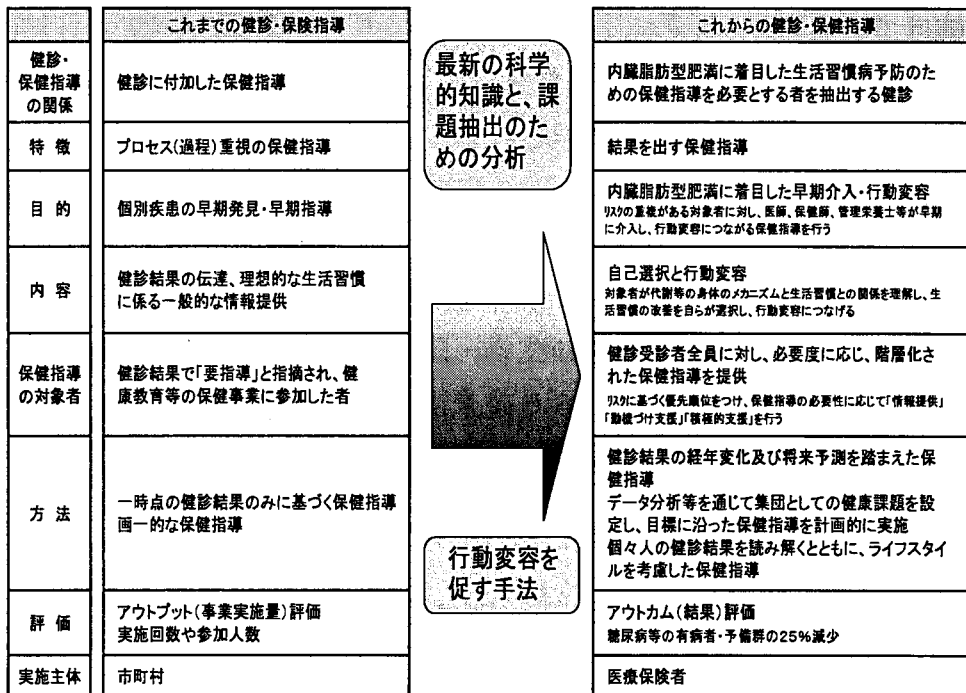 これまでの健診・保険指導
これからの健診・保健指導
健診・
保健指導
の関係
健診に付加した保健指導
内臓脂肪型肥満に着目した生活習慣病予防のた
めの保健指導を必要とする者を抽出する健診
特 徴
プロセス(過程)重視の保健指導
結果を出す保健指導
目 的
個別疾患の早期発見・早期指導
内臓脂肪型肥満に着目した早期介入・行動変容
リスクの重複がある対象者に対し、医師、保健師、管理栄養士等が早期
に介入し、行動変容につながる保健指導を行う
内 容
健診結果の伝達、理想的な生活習慣
に係る一般的な情報提供
自己選択と行動変容
対象者が代謝等の身体のメカニズムと生活習慣との関係を理解し、生
活習慣の改善を自らが選択し、行動変容につなげる
保健指導
の対象者
健診結果で「要指導」と指摘され、健
康教育等の保健事業に参加した者
健診受診者全員に対し、必要度に応じ、階層化さ
れた保健指導を提供
リスクに基づく優先順位をつけ、保健指導の必要性に応じて「情報提供」
「動機づけ支援」「積極的支援」を行う
方 法
一時点の健診結果のみに基づく保健指導
画一的な保健指導
健診結果の経年変化及び将来予測を踏まえた保
健指導
データ分析等を通じて集団としての健康課題を設
定し、目標に沿った保健指導を計画的に実施
個々人の健診結果を読み解くとともに、ライフスタイ
ルを考慮した保健指導
評 価
アウトプット(事業実施量)評価
実施回数や参加人数
アウトカム(結果)評価
糖尿病等の有病者・予備群の25%減少
実施主体
市町村
医療保険者
最新の科学
的知識と、課
題抽出のた
めの分析
行動変容を
促す手法